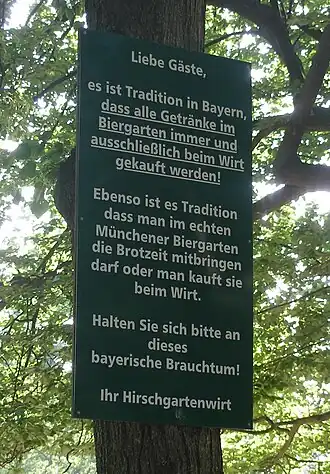 Liebe Gäste,
es ist Tradition in Bayern,
dass alle Getränke im
Biergarten immer und
ausschließlich beim Wirt
gekauft werden!
Ebenso ist es Tradition
dass man im echten
Münchener Biergarten
die Brotzeit mitbringen
darf oder man kauft sie
beim Wirt.
Halten Sie sich bitte an
dieses
bayerische Brauchtum!
Ihr Hirschgartenwirt